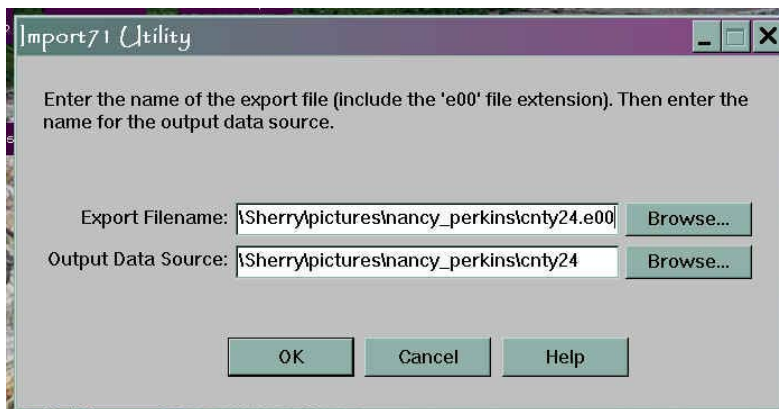 Import71 Utility
Enter the name of the export file (include the 'e00' file extension). Then enter the
name for the output data source.
Export Filename: \Sherry\pictures\nancy_perkins\cnty24.e00 Browse...
Output Data Source: \Sherry\pictures\nancy_perkins\cnty24 Browse...
OK Cancel Help